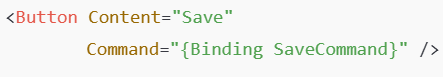 <Button Content="Save"
Command="{Binding SaveCommand}" />